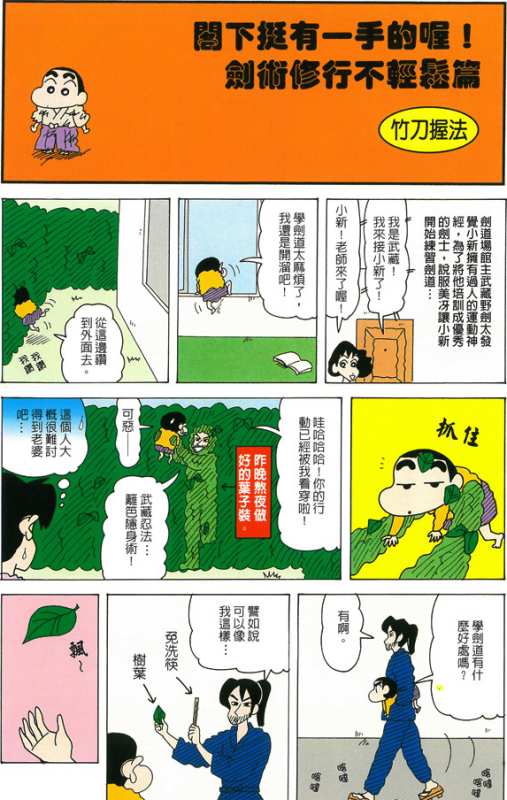 閣下挺有一手的喔！
劍術修行不輕鬆篇
竹刀握法
劍道場館主武藏野劍太發
覺小新擁有過人的運動神
經，為了將他培訓成優秀
的劍士，說服美冴讓小新
開始練習劍道…
我是武藏！
我來接小新了！
小新！老師來了喔！
學劍道太麻煩了，
我還是開溜吧！
從這邊鑽
到外面去。
我鑽
我鑽
抓住
哇哈哈哈！你的行
動已經被我看穿啦！
昨晚熬夜做
好的葉子裝。
可惡──
武藏忍法…
籬笆隱身術！
這個人大
概很難討
得到老婆
吧…
學劍道有什
麼好處嗎？
有啊。
譬如說
可以像
我這樣…
免洗筷
樹葉
飄～